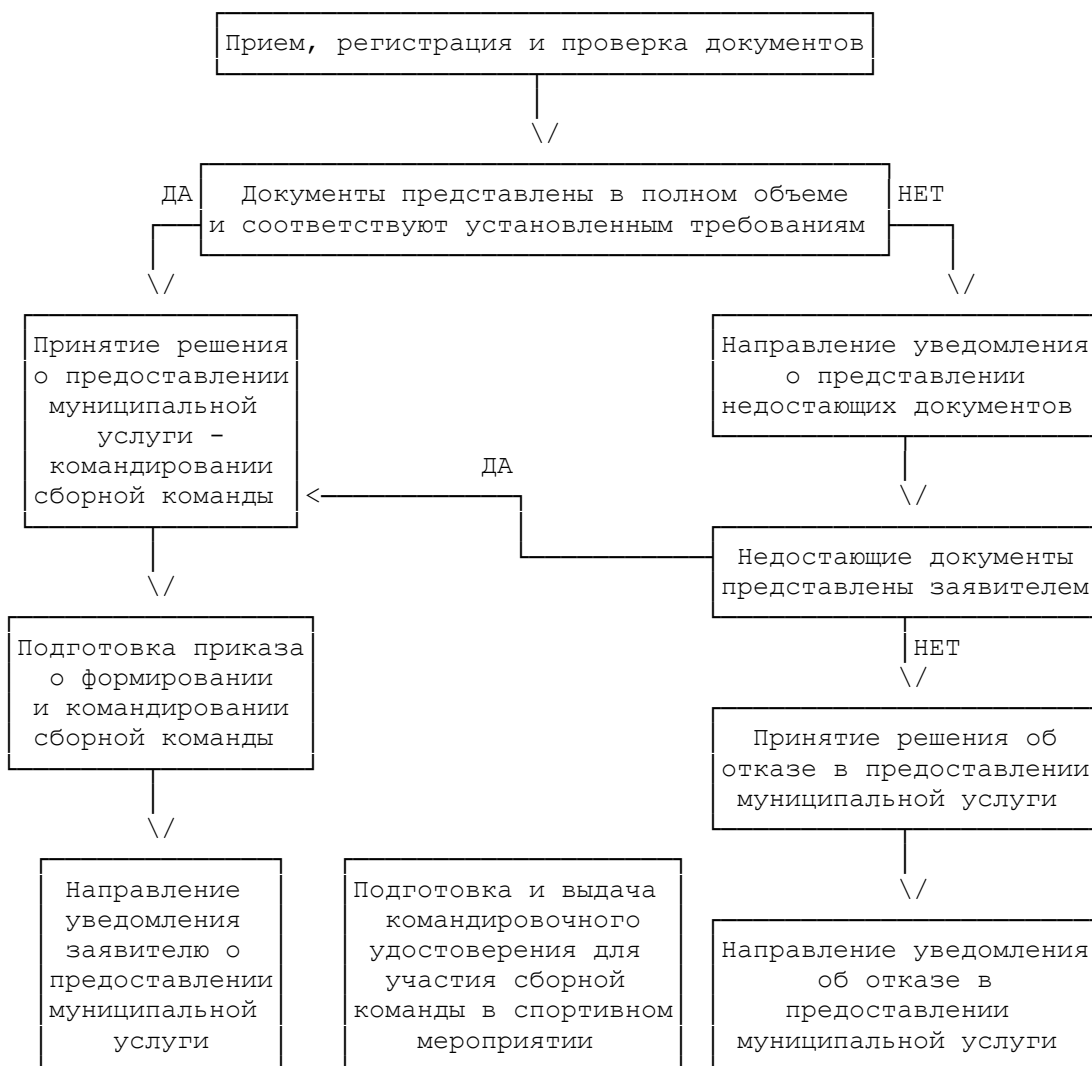 Прием, регистрация и проверка документов
ДА
Документы представлены в полном объеме
и соответствуют установленным требованиям
НЕТ
Принятие решения
о предоставлении
муниципальной
услуги -
командировании
сборной команды
Направление уведомления
о представлении
недостающих документов
ДА
Недостающие документы
представлены заявителем
НЕТ
Подготовка приказа
о формировании
и командировании
сборной команды
Принятие решения об
отказе в предоставлении
муниципальной услуги
Направление
уведомления
заявителю о
предоставлении
муниципальной
услуги
Подготовка и выдача
командировочного
удостоверения для
участия сборной
команды в спортивном
мероприятии
Направление уведомления
об отказе в
предоставлении
муниципальной услуги